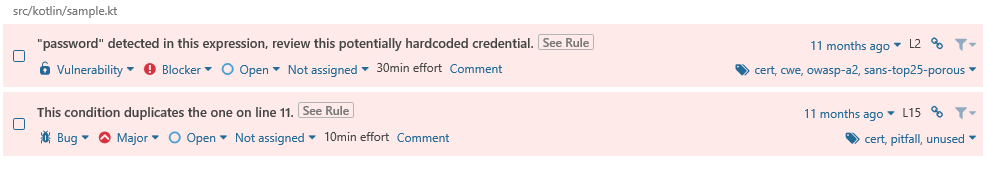 src/kotlin/sample.kt
"password" detected in this expression, review this potentially hardcoded credential. See Rule 11 months ago L2
Vulnerability Blocker Open Not assigned 30min effort Comment cert, cwe, owasp-a2, sans-top25-porous
This condition duplicates the one on line 11. See Rule 11 months ago L15
Bug Major Open Not assigned 10min effort Comment cert, pitfall, unused